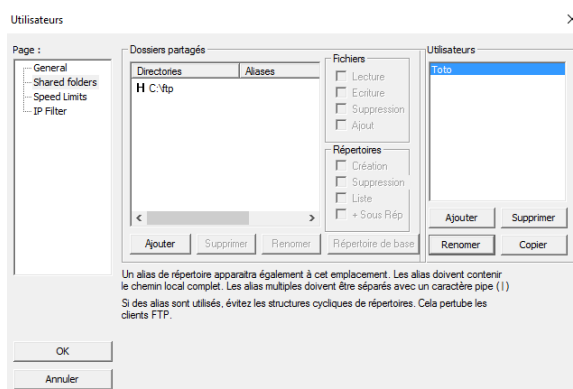 Utilisateurs
Page :
General
Shared folders
Speed Limits
IP Filter
OK
Annuler
Dossiers partagés
Directories Aliases
H C:\ftp
Ajouter Supprimer Renomer
Fichiers
Lecture
Ecriture
Suppression
Ajout
Répertoires
Création
Suppression
Liste
+ Sous Rép
Répertoire de base
Utilisateurs
Toto
Ajouter Supprimer
Renomer Copier
Un alias de répertoire apparaitra également à cet emplacement. Les alias doivent contenir
le chemin local complet. Les alias multiples doivent être séparés avec un caractère pipe (|)
Si des alias sont utilisés, évitez les structures cycliques de répertoires. Cela pertube les
clients FTP.